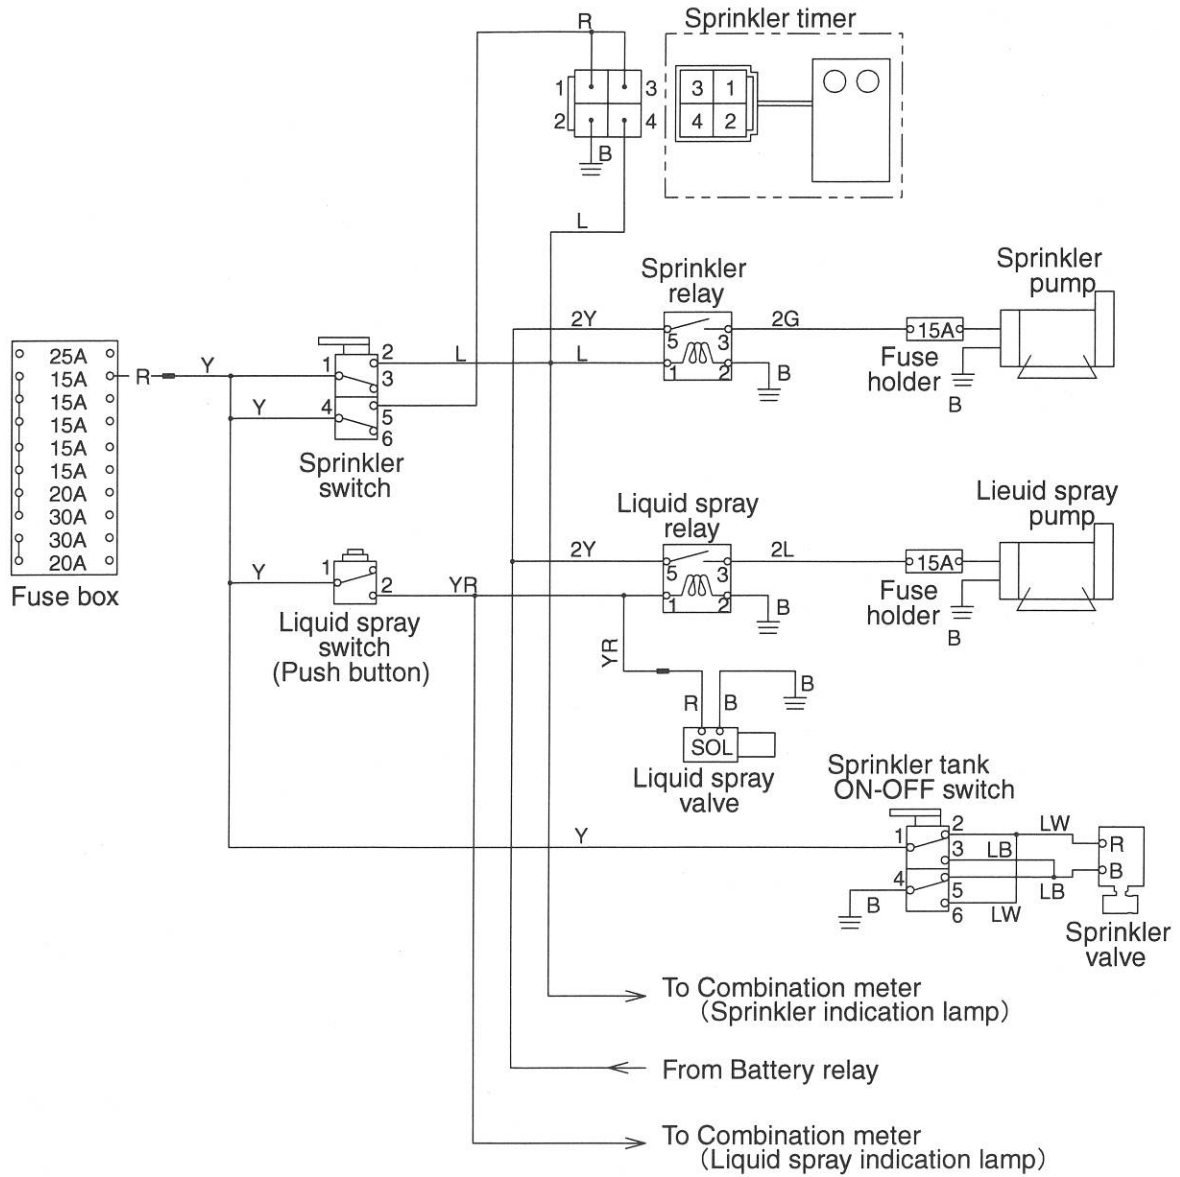 Sprinkler timer
R
1 3
2 4
B
3 1
4 2
L
Sprinkler
relay
2Y
5 3
2G
L
L
1 2
B
15A
Fuse
holder
B
Sprinkler
pump
25A
15A
15A
15A
15A
15A
20A
30A
30A
20A
Fuse box
R
Y
Y
1 2
3
4
5
6
Sprinkler
switch
Y
1
2
YR
Liquid spray
switch
(Push button)
Liquid spray
relay
2Y
5 3
2L
1 2
B
15A
Fuse
holder
B
Lieuid spray
pump
YR
R B
B
SOL
Liquid spray
valve
Sprinkler tank
ON-OFF switch
Y
1 2
3
4
5
6
B
LW
LB
LB
LW
R
B
Sprinkler
valve
To Combination meter
(Sprinkler indication lamp)
From Battery relay
To Combination meter
(Liquid spray indication lamp)